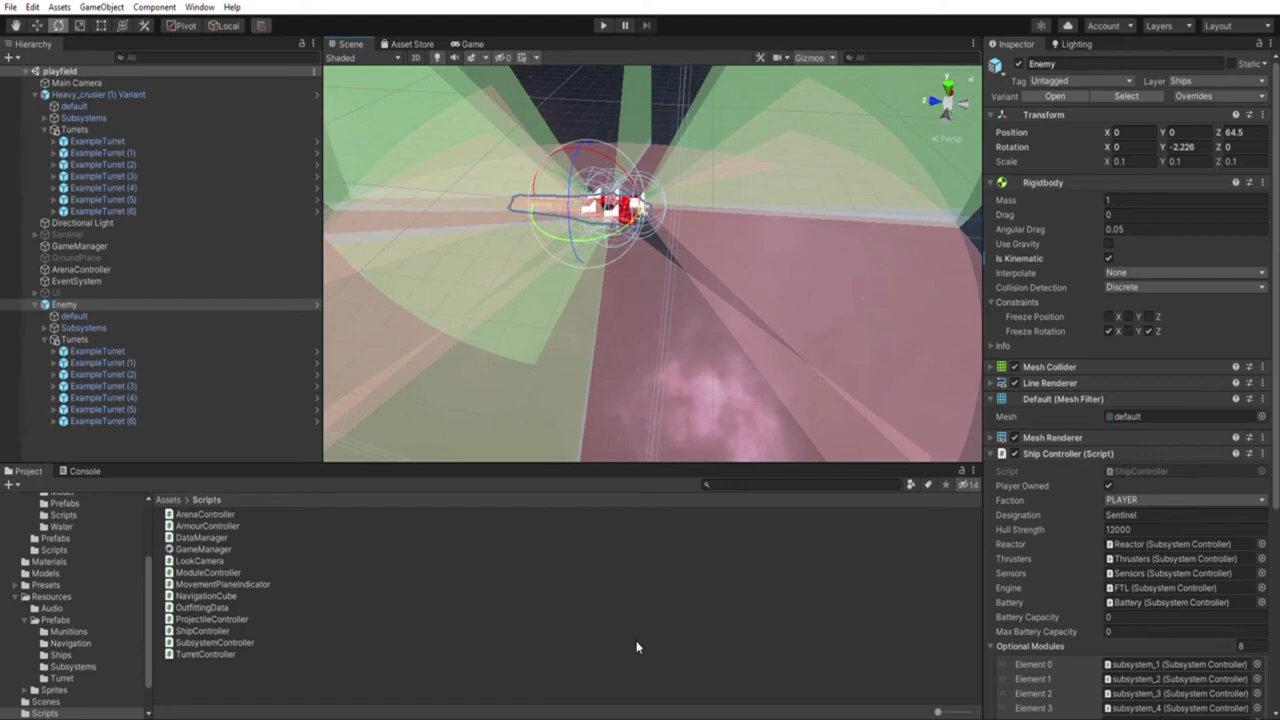 File Edit Assets GameObject Component Window Help
Pivot Local Account Layers Layout
Hierarchy Scene Asset Store Game Inspector Lighting
All Shaded 2D 0 Gizmos All
playfield
Main Camera
Heavy_crusier (1) Variant
default
Subsystems
Turrets
ExampleTurret
ExampleTurret (1)
ExampleTurret (2)
ExampleTurret (3)
ExampleTurret (4)
ExampleTurret (5)
ExampleTurret (6)
Directional Light
Sentinel
GameManager
GroundPlane
ArenaController
EventSystem
UI
Enemy
default
Subsystems
Turrets
ExampleTurret
ExampleTurret (1)
ExampleTurret (2)
ExampleTurret (3)
ExampleTurret (4)
ExampleTurret (5)
ExampleTurret (6)
y
z
Persp
Enemy Static
Tag Untagged Layer Ships
Variant Open Select Overrides
Transform
Position X 0 Y 0 Z 64.5
Rotation X 0 Y -2.226 Z 0
Scale X 0.1 Y 0.1 Z 0.1
Rigidbody
Mass 1
Drag 0
Angular Drag 0.05
Use Gravity
Is Kinematic
Interpolate None
Collision Detection Discrete
Constraints
Freeze Position X Y Z
Freeze Rotation X Y Z
Info
Mesh Collider
Line Renderer
Default (Mesh Filter)
Mesh default
Mesh Renderer
Ship Controller (Script)
Script ShipController
Player Owned
Faction PLAYER
Designation Sentinel
Hull Strength 12000
Reactor Reactor (Subsystem Controller)
Thrusters Thrusters (Subsystem Controller)
Sensors Sensors (Subsystem Controller)
Engine FTL (Subsystem Controller)
Battery Battery (Subsystem Controller)
Battery Capacity 0
Max Battery Capacity 0
Optional Modules 8
Element 0 subsystem_1 (Subsystem Controller)
Element 1 subsystem_2 (Subsystem Controller)
Element 2 subsystem_3 (Subsystem Controller)
Element 3 subsystem_4 (Subsystem Controller)
Project Console
14
Prefabs
Scripts
Water
Prefabs
Scripts
Materials
Models
Presets
Resources
Audio
Prefabs
Munitions
Navigation
Ships
Subsystems
Turret
Sprites
Scenes
Scripts
Assets > Scripts
ArenaController
ArmourController
DataManager
GameManager
LookCamera
ModuleController
MovementPlaneIndicator
NavigationCube
OutfittingData
ProjectileController
ShipController
SubsystemController
TurretController